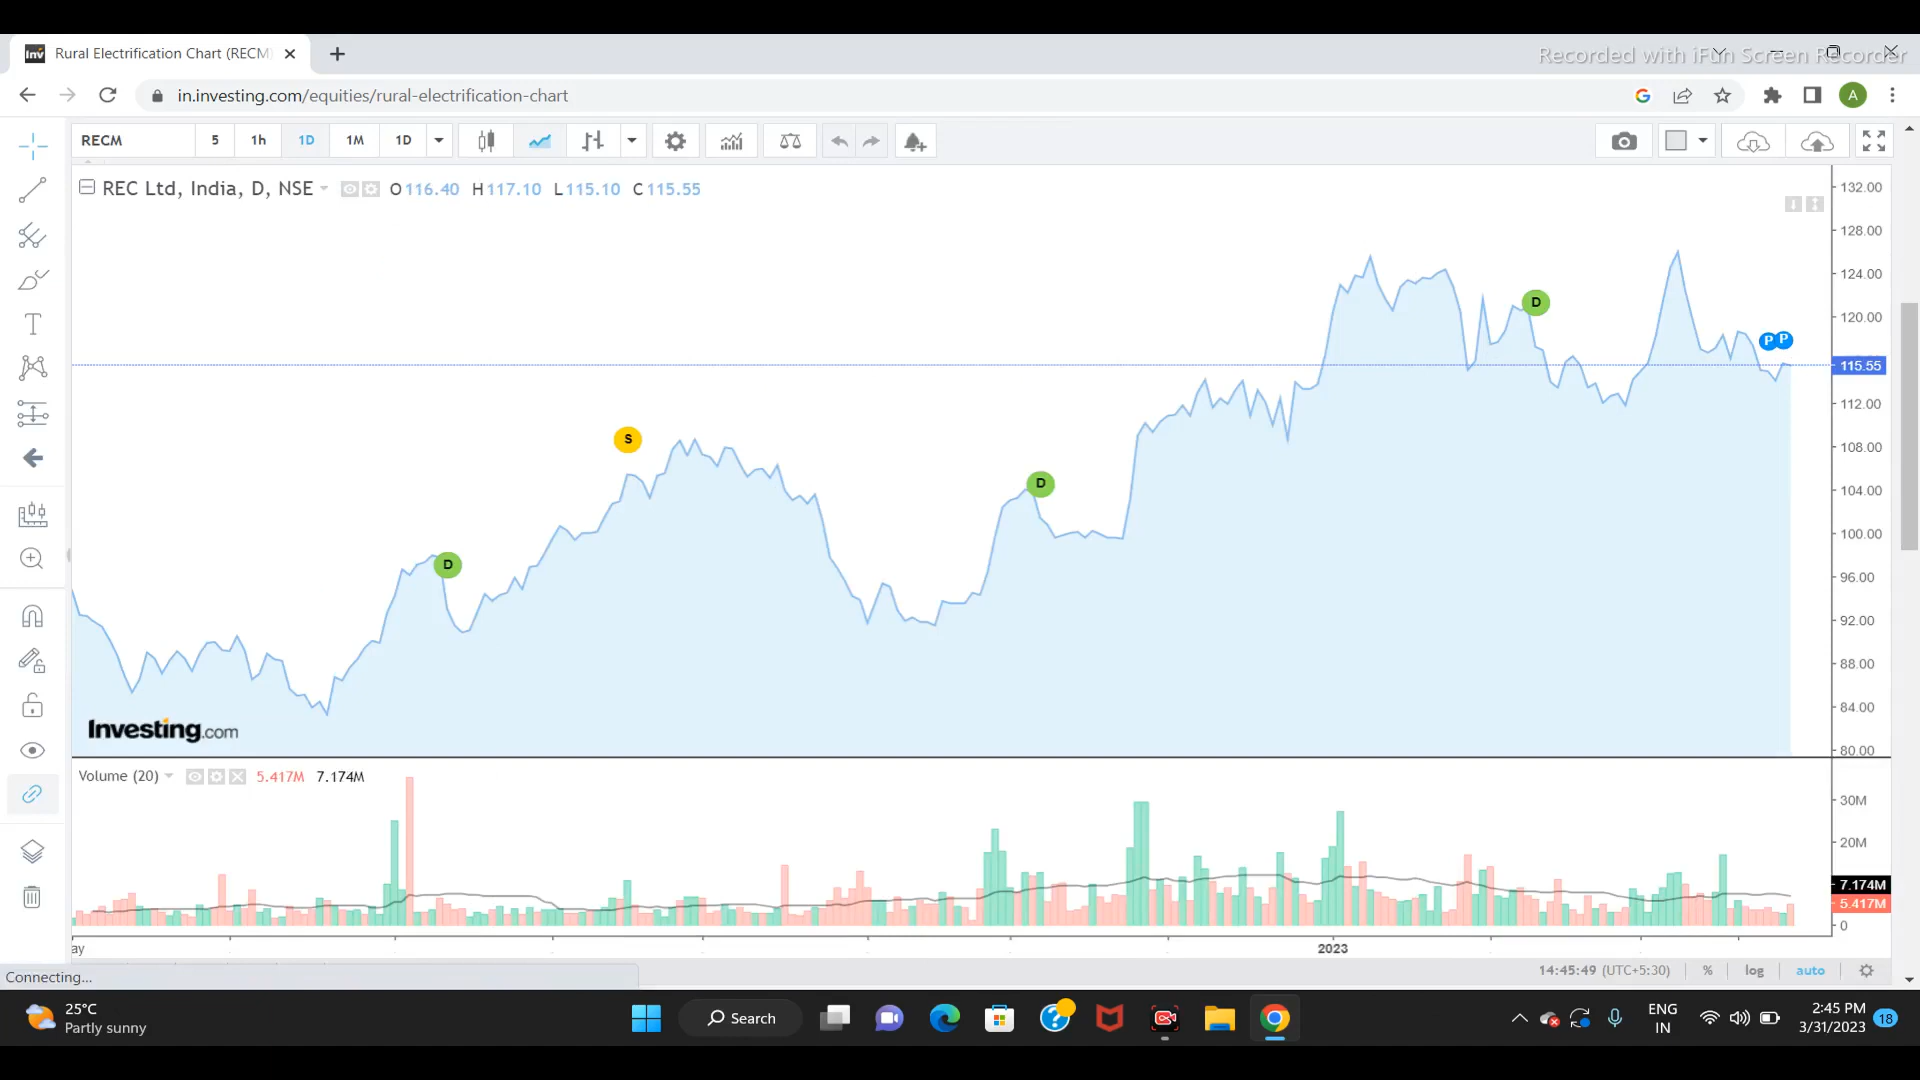 Rural Electrification Chart (RECM)
Recorded with iFun Screen Recorder
in.investing.com/equities/rural-electrification-chart
A
RECM 5 1h 1D 1M 1D
REC Ltd, India, D, NSE O116.40 H117.10 L115.10 C115.55
132.00
128.00
124.00
120.00
115.55
112.00
108.00
104.00
100.00
96.00
92.00
88.00
84.00
80.00
D
S
D
D
P P
Investing.com
Volume (20) 5.417M 7.174M
30M
20M
7.174M
5.417M
0
ay 2023
Connecting...
14:45:49 (UTC+5:30) % log auto
25°C
Partly sunny
Search
ENG
IN
2:45 PM
3/31/2023
18